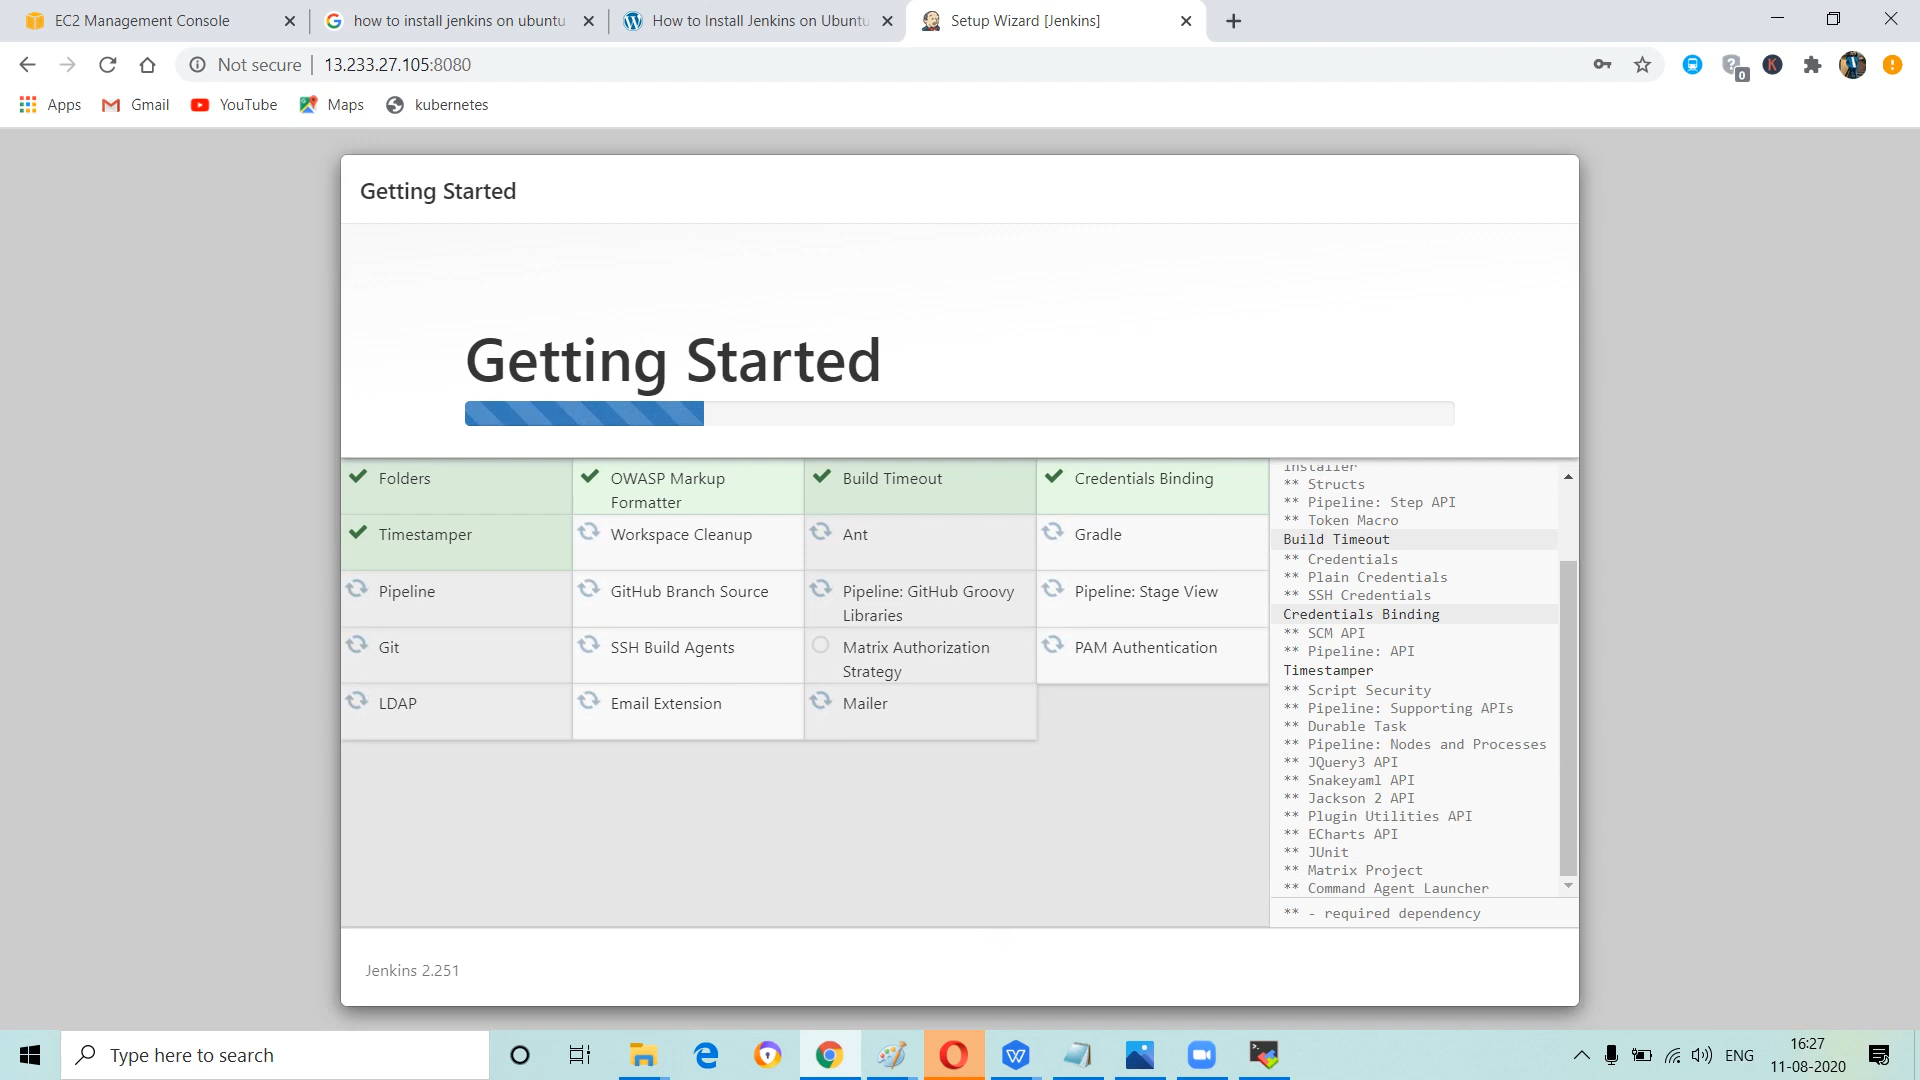 EC2 Management Console
how to install jenkins on ubuntu
How to Install Jenkins on Ubuntu
Setup Wizard [Jenkins]
Not secure | 13.233.27.105:8080
0
K
Apps
Gmail
YouTube
Maps
kubernetes
Getting Started
Getting Started
Folders
OWASP Markup
Formatter
Build Timeout
Credentials Binding
Timestamper
Workspace Cleanup
Ant
Gradle
Pipeline
GitHub Branch Source
Pipeline: GitHub Groovy
Libraries
Pipeline: Stage View
Git
SSH Build Agents
Matrix Authorization
Strategy
PAM Authentication
LDAP
Email Extension
Mailer
Installer
** Structs
** Pipeline: Step API
** Token Macro
Build Timeout
** Credentials
** Plain Credentials
** SSH Credentials
Credentials Binding
** SCM API
** Pipeline: API
Timestamper
** Script Security
** Pipeline: Supporting APIs
** Durable Task
** Pipeline: Nodes and Processes
** JQuery3 API
** Snakeyaml API
** Jackson 2 API
** Plugin Utilities API
** ECharts API
** JUnit
** Matrix Project
** Command Agent Launcher
** - required dependency
Jenkins 2.251
Type here to search
ENG
16:27
11-08-2020